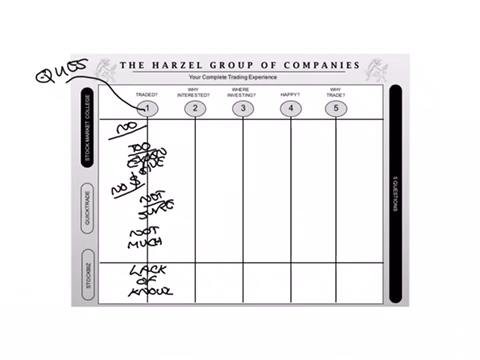 QUES
THE HARZEL GROUP OF COMPANIES
Your Complete Trading Experience
TRADED?
WHY INTERESTED?
WHERE INVESTING?
HAPPY?
WHY TRADE?
1 2 3 4 5
STOCK MARKET COLLEGE
QUICKTRADE
STOCKBIZ
5 QUESTIONS
NO
NO
NOT
SURE
NOT
MUCH
LACK
OF
KNOW